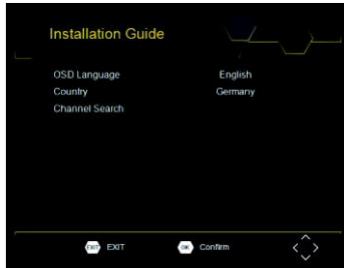 Installation Guide
OSD Language English
Country Germany
Channel Search
EXIT EXIT OK Confirm